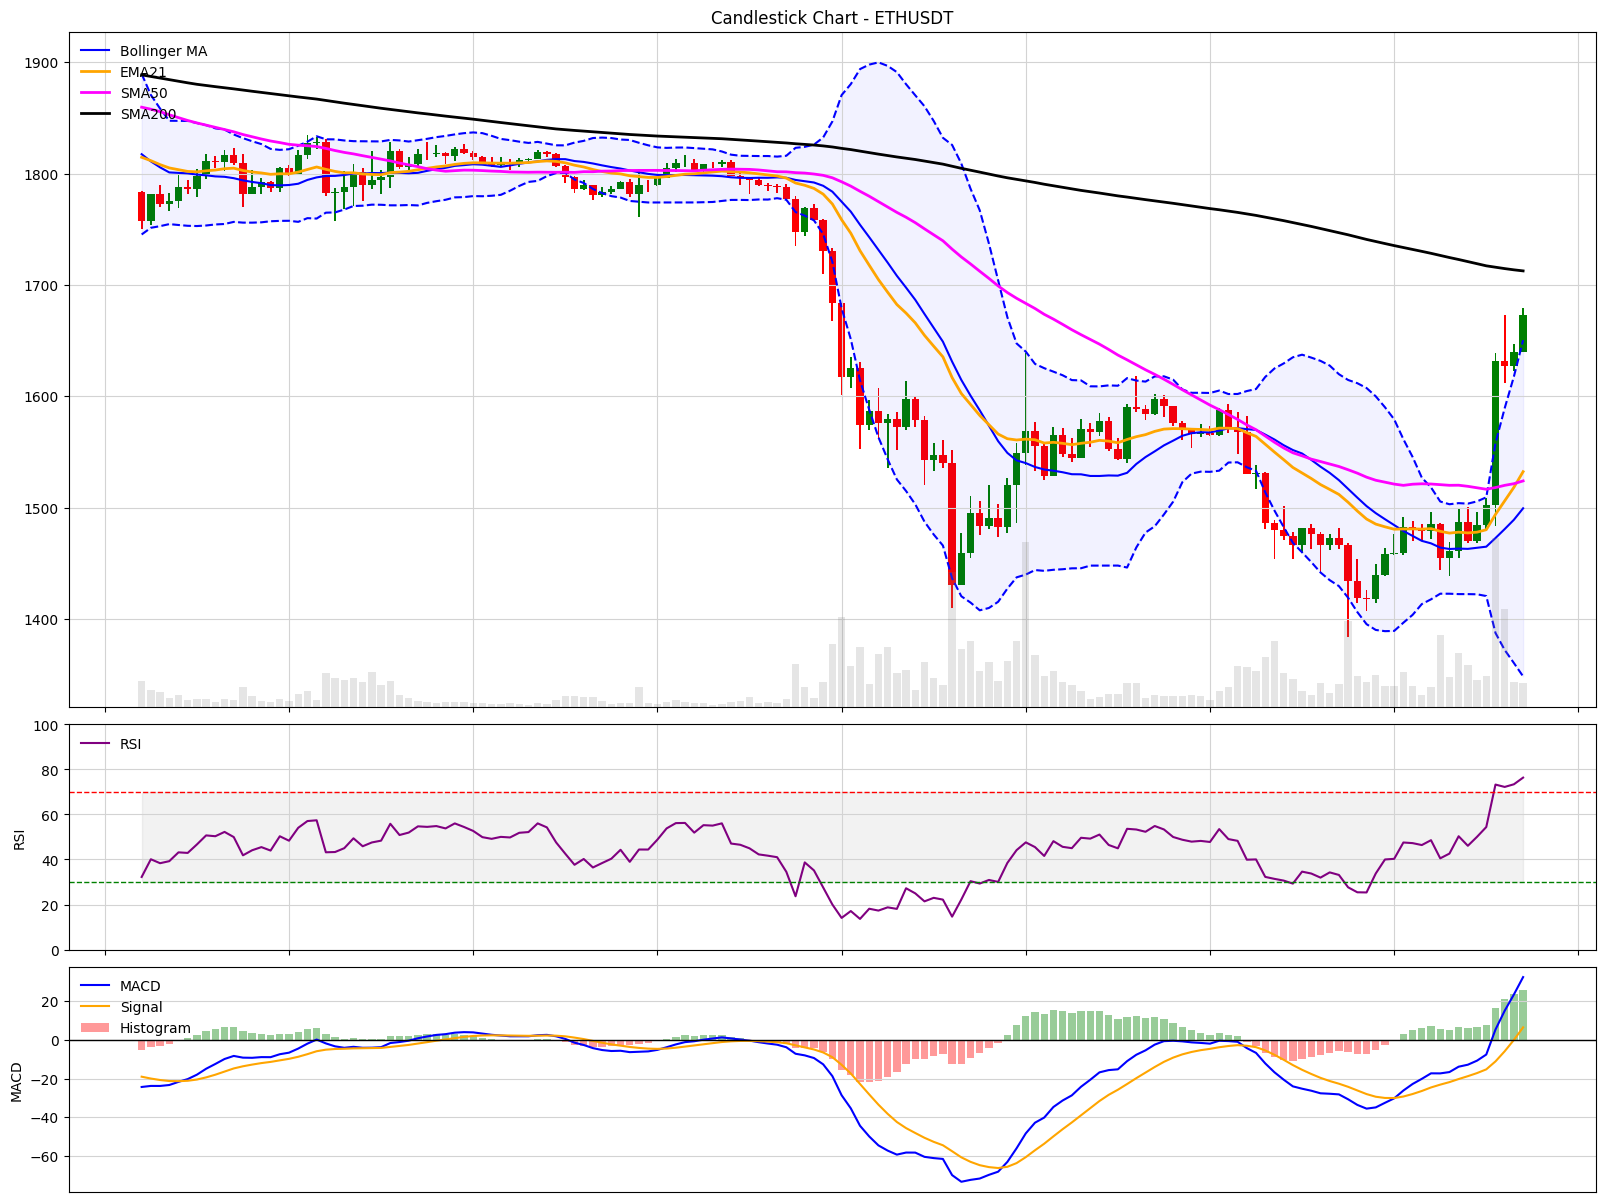 Candlestick Chart - ETHUSDT
Bollinger MA
EMA21
SMA50
SMA200
1900
1800
1700
1600
1500
1400
RSI
RSI
100
80
60
40
20
0
MACD
Signal
Histogram
MACD
20
0
−20
−40
−60